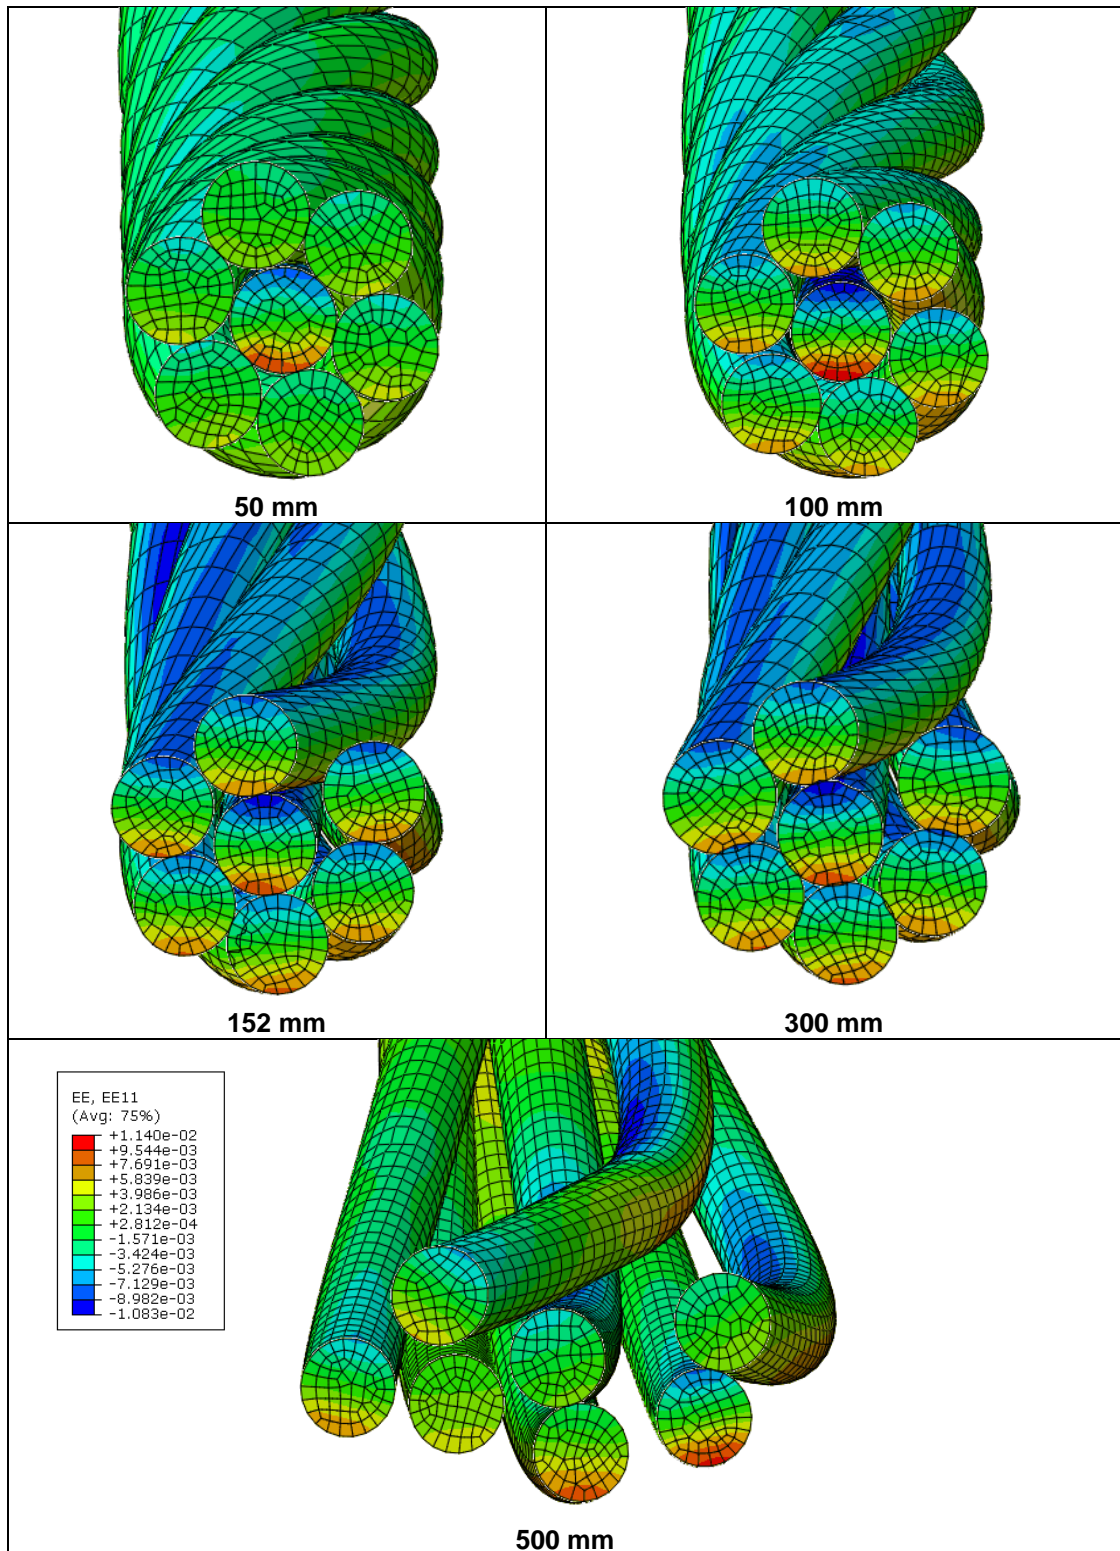 50 mm
100 mm
152 mm
300 mm
EE, EE11
(Avg: 75%)
+1.140e-02
+9.544e-03
+7.691e-03
+5.839e-03
+3.986e-03
+2.134e-03
+2.812e-04
-1.571e-03
-3.424e-03
-5.276e-03
-7.129e-03
-8.982e-03
-1.083e-02
500 mm